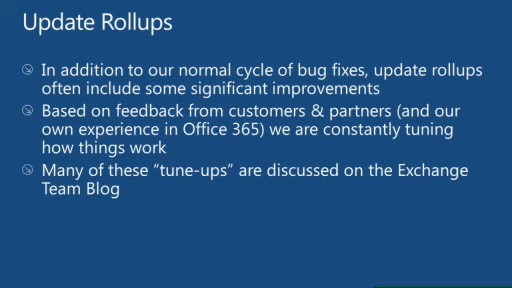 Update Rollups
In addition to our normal cycle of bug fixes, update rollups
often include some significant improvements
Based on feedback from customers & partners (and our
own experience in Office 365) we are constantly tuning
how things work
Many of these “tune-ups” are discussed on the Exchange
Team Blog